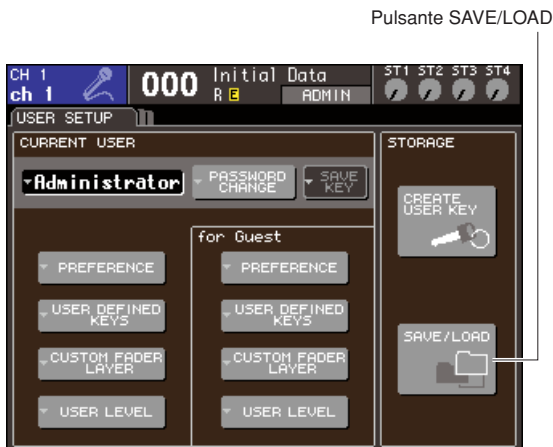 Pulsante SAVE/LOAD
CH 1
ch 1
000
Initial Data
R E
ADMIN
ST1 ST2 ST3 ST4
USER SETUP
CURRENT USER
Administrator
PASSWORD
CHANGE
SAVE
KEY
PREFERENCE
USER DEFINED
KEYS
CUSTOM FADER
LAYER
USER LEVEL
for Guest
PREFERENCE
USER DEFINED
KEYS
CUSTOM FADER
LAYER
USER LEVEL
STORAGE
CREATE
USER KEY
SAVE/LOAD